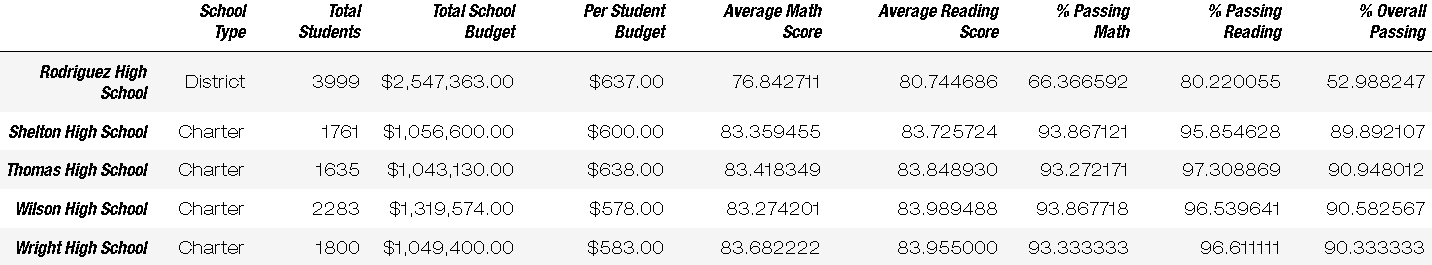 School Type Total Students Total School Budget Per Student Budget Average Math Score Average Reading Score % Passing Math % Passing Reading % Overall Passing
Rodriguez High School District 3999 $2,547,363.00 $637.00 76.842711 80.744686 66.366592 80.220055 52.988247
Shelton High School Charter 1761 $1,056,600.00 $600.00 83.359455 83.725724 93.867121 95.854628 89.892107
Thomas High School Charter 1635 $1,043,130.00 $638.00 83.418349 83.848930 93.272171 97.308869 90.948012
Wilson High School Charter 2283 $1,319,574.00 $578.00 83.274201 83.989488 93.867718 96.539641 90.582567
Wright High School Charter 1800 $1,049,400.00 $583.00 83.682222 83.955000 93.333333 96.611111 90.333333